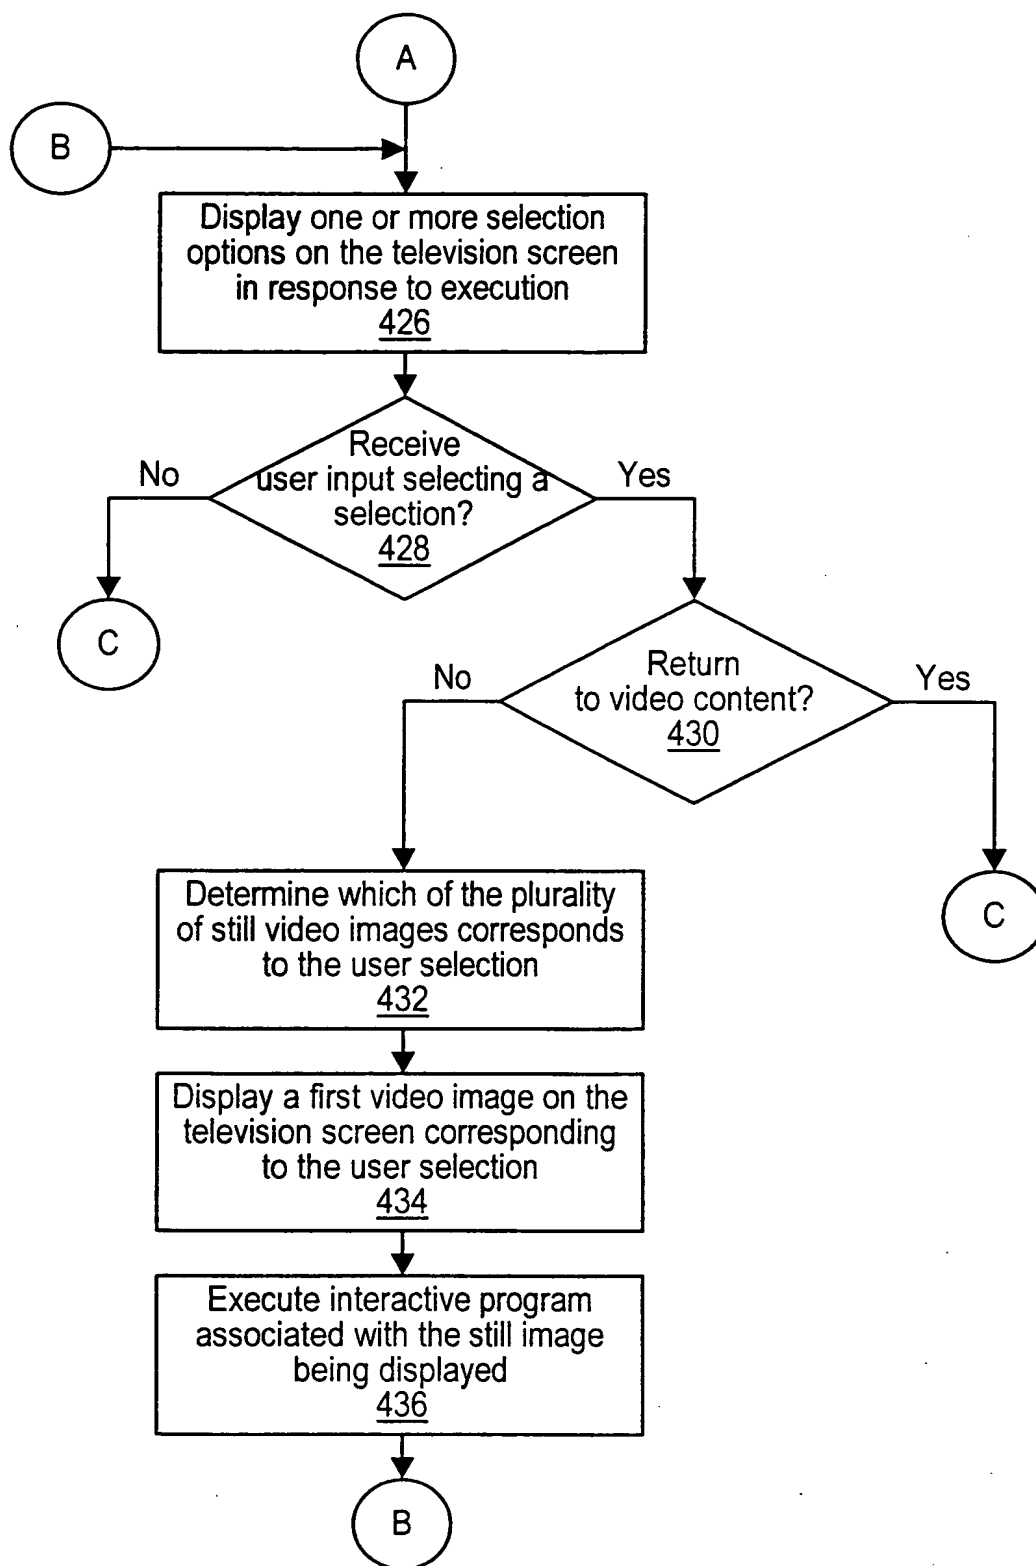 A
B
Display one or more selection
options on the television screen
in response to execution
426
Receive
user input selecting a
selection?
428
No
Yes
C
Return
to video content?
430
No
Yes
C
Determine which of the plurality
of still video images corresponds
to the user selection
432
Display a first video image on the
television screen corresponding
to the user selection
434
Execute interactive program
associated with the still image
being displayed
436
B